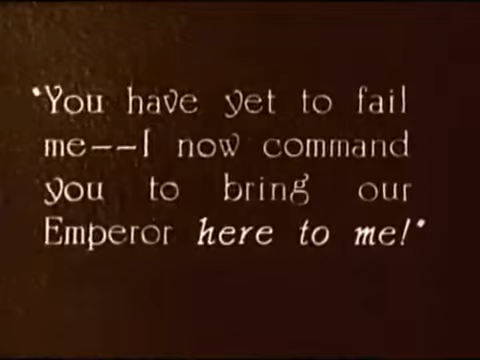 "You have yet to fail
me--I now command
you to bring our
Emperor here to me!"